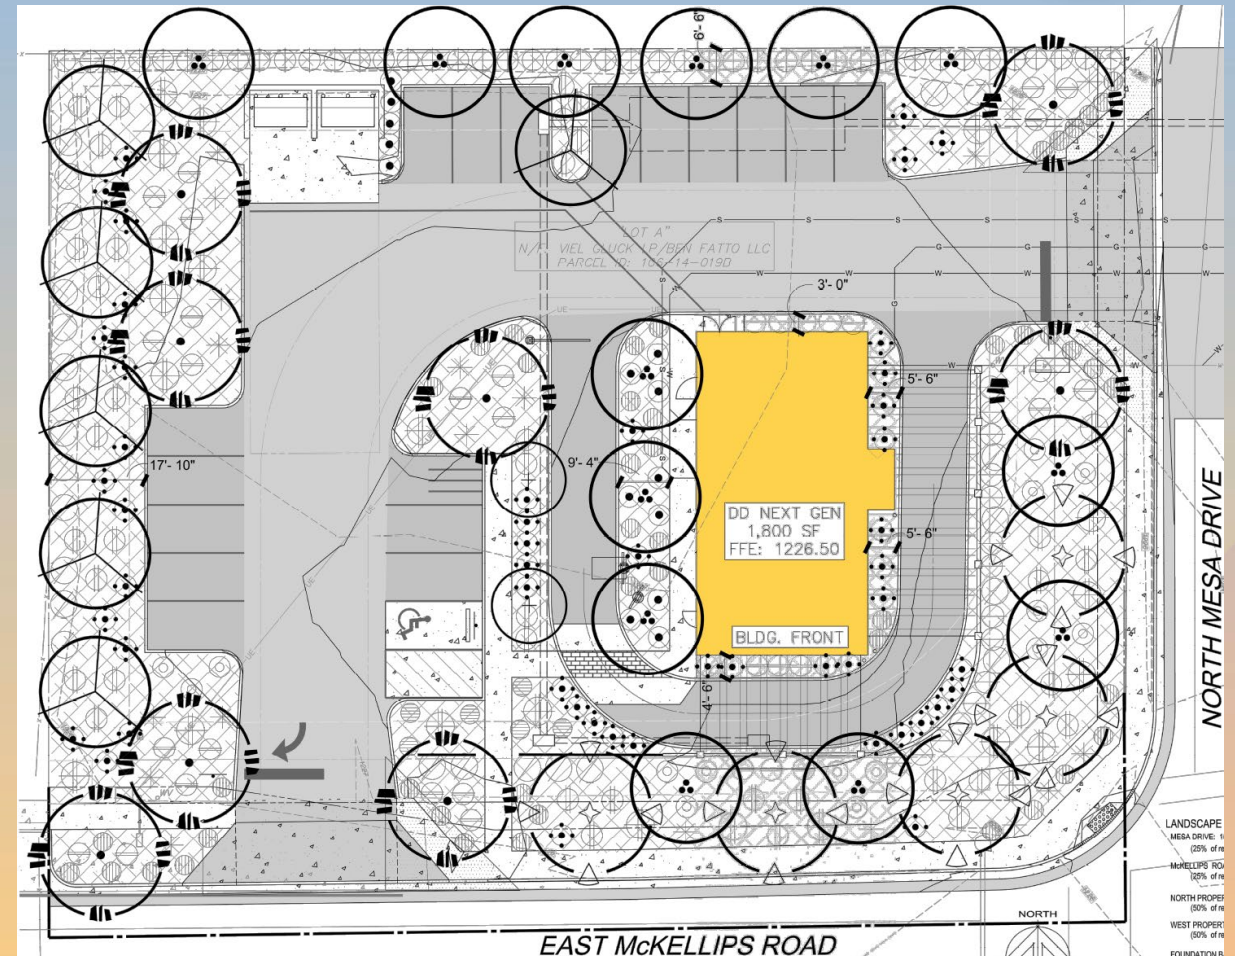 6'- 6"
"LOT A"
N/F VIEL GLUCK LP/BEN FATTO LLC
PARCEL ID: 136-14-019D
S
S
S
S
S
S
G
G
G
W
W
W
W
3'- 0"
UE
5'- 6"
17'- 10"
9'- 4"
DD NEXT GEN
1,800 SF
FFE: 1226.50
5'- 6"
BLDG. FRONT
4'- 6"
NORTH MESA DRIVE
LANDSCAPE
MESA DRIVE:
(25% of re
McKELLIPS ROA
(25% of re
NORTH PROPER
(50% of re
WEST PROPERT
(50% of re
FOUNDATION B
NORTH
EAST McKELLIPS ROAD